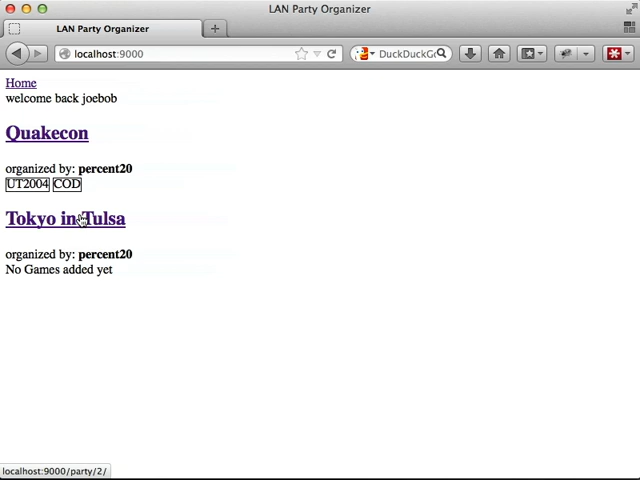 LAN Party Organizer
LAN Party Organizer
localhost:9000
DuckDuckG
Home
welcome back joebob
Quakecon
organized by: percent20
UT2004 COD
Tokyo in Tulsa
organized by: percent20
No Games added yet
localhost:9000/party/2/